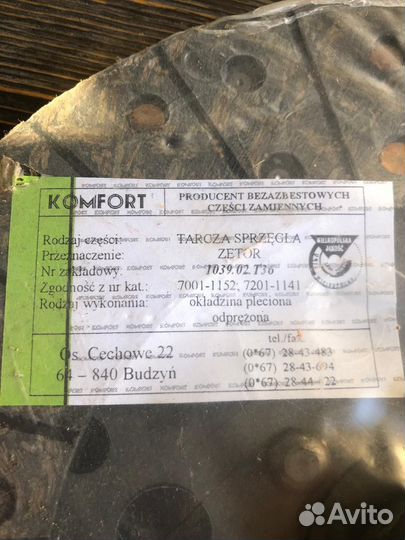 KOMFORT
PRODUCENT BEZAZBESTOWYCH
CZĘŚCI ZAMIENNYCH
Rodzaj części: TARCZA SPRZĘGŁA
Przeznaczenie: ZETOR
Nr zakładowy: 1039.02.T36
Zgodność z nr kat.: 7001-1152; 7201-1141
Rodzaj wykonania: okładzina pleciona
odprężona
WIELKOPOLSKA
JAKOŚĆ
tel./fax
Os. Cechowe 22 (0*67) 28-43-483
64 – 840 Budzyń (0*67) 28-43-694
(0*67) 28-44- 22
Avito